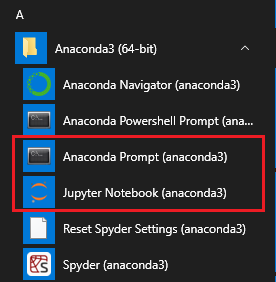 A
Anaconda3 (64-bit)
Anaconda Navigator (anaconda3)
Anaconda Powershell Prompt (ana...
Anaconda Prompt (anaconda3)
Jupyter Notebook (anaconda3)
Reset Spyder Settings (anaconda3)
Spyder (anaconda3)